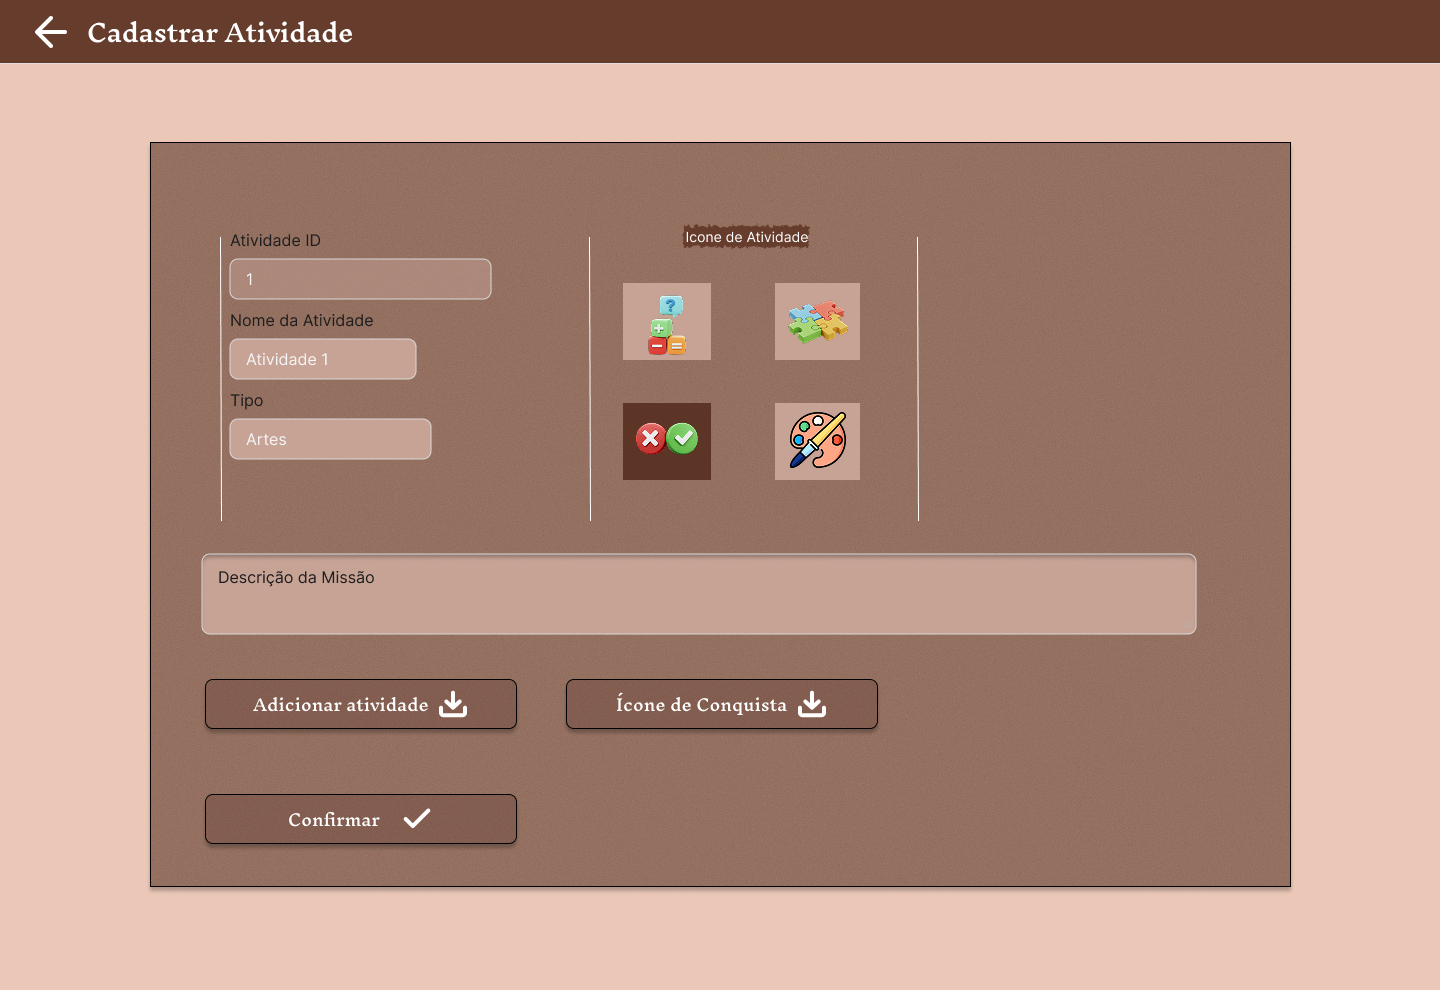 Cadastrar Atividade
Atividade ID
1
Nome da Atividade
Atividade 1
Tipo
Artes
Icone de Atividade
?
+
− =
Descrição da Missão
Adicionar atividade
Ícone de Conquista
Confirmar